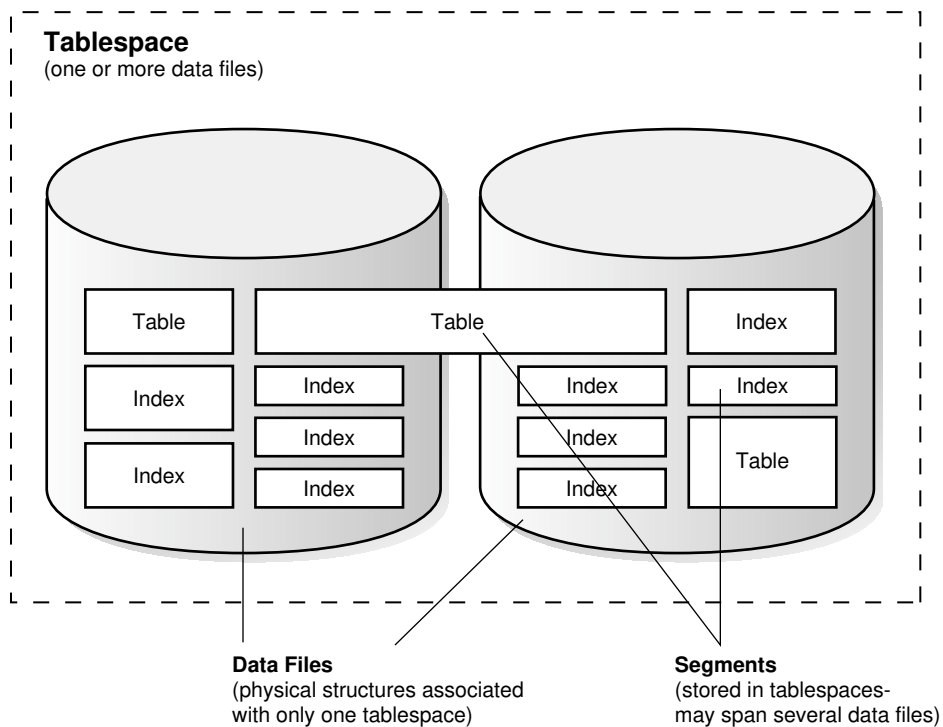 Tablespace
(one or more data files)
Table
Table
Index
Index
Index
Index
Index
Index
Index
Index
Table
Index
Index
Index
Data Files
(physical structures associated
with only one tablespace)
Segments
(stored in tablespaces-
may span several data files)